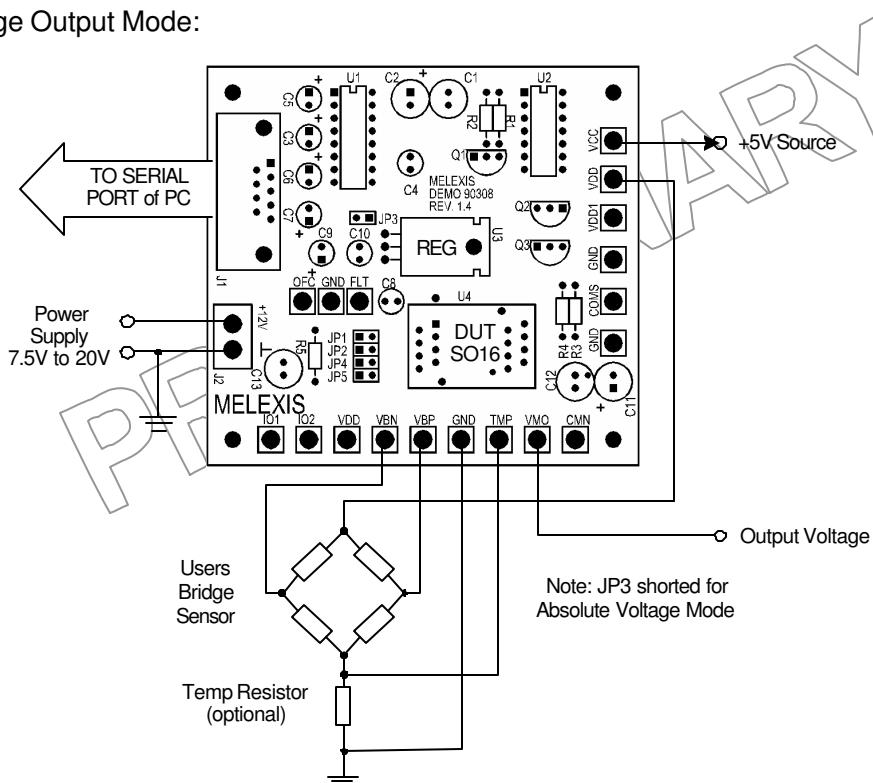 ge Output Mode:
C5
U1
C2
+
C1
U2
+
+
C3
R2
R1
VCC
+5V Source
TO SERIAL
PORT of PC
C6
C4
Q1
MELEXIS
DEMO 90308
REV. 1.4
VDD
C7
+
JP3
Q2
VDD1
C9
C10
REG
U3
Q3
GND
J1
+
OFC GND FLT
C8
U4
COMS
Power
Supply
7.5V to 20V
+12V
R5
JP1
JP2
JP4
JP5
DUT
SO16
R4
R3
GND
J2
C13
C12
+
C11
MELEXIS
IO1 IO2 VDD VBN VBP GND TMP VMO CMN
Output Voltage
Users
Bridge
Sensor
Note: JP3 shorted for
Absolute Voltage Mode
Temp Resistor
(optional)